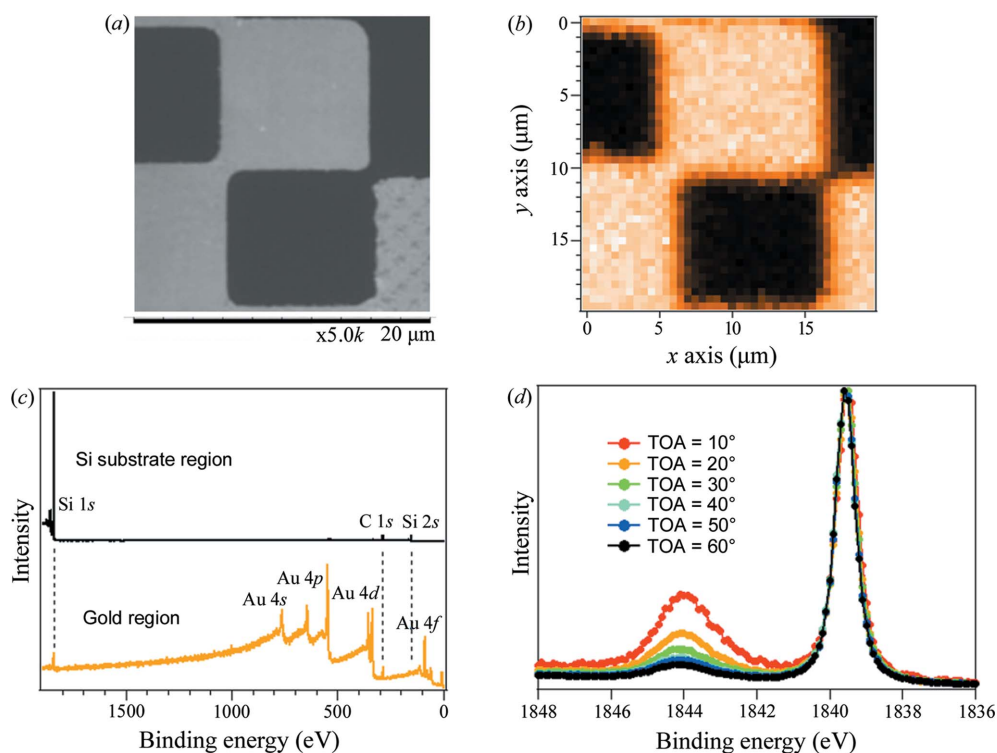 (a)
x5.0k 20 μm
(b)
0
5
10
15
y axis (μm)
0 5 10 15
x axis (μm)
(c)
Si substrate region
Si 1s
C 1s Si 2s
Au 4p
Au 4s
Au 4d
Au 4f
Gold region
Intensity
1500 1000 500 0
Binding energy (eV)
(d)
TOA = 10°
TOA = 20°
TOA = 30°
TOA = 40°
TOA = 50°
TOA = 60°
Intensity
1848 1846 1844 1842 1840 1838 1836
Binding energy (eV)